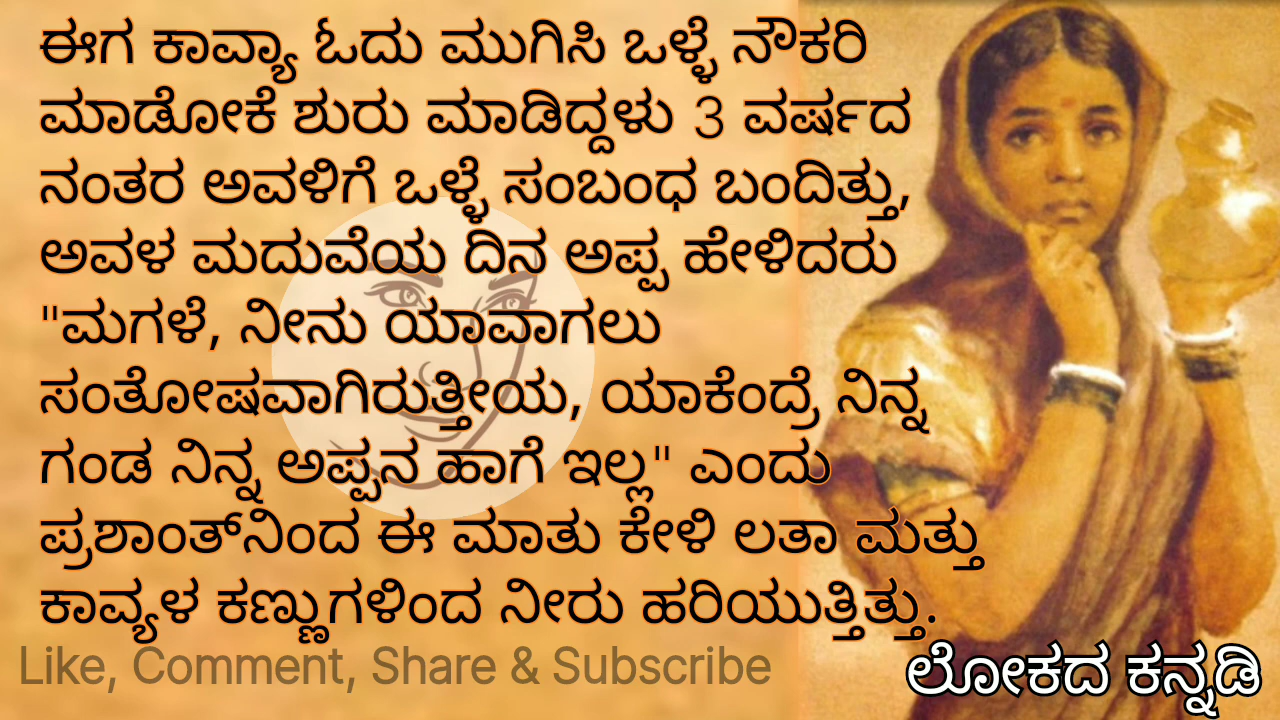 ಈಗ ಕಾವ್ಯಾ ಓದು ಮುಗಿಸಿ ಒಳ್ಳೆ ನೌಕರಿ
ಮಾಡೋಕೆ ಶುರು ಮಾಡಿದ್ದಳು 3 ವರ್ಷದ
ನಂತರ ಅವಳಿಗೆ ಒಳ್ಳೆ ಸಂಬಂಧ ಬಂದಿತ್ತು,
ಅವಳ ಮದುವೆಯ ದಿನ ಅಪ್ಪ ಹೇಳಿದರು
"ಮಗಳೆ, ನೀನು ಯಾವಾಗಲು
ಸಂತೋಷವಾಗಿರುತ್ತೀಯ, ಯಾಕೆಂದ್ರೆ ನಿನ್ನ
ಗಂಡ ನಿನ್ನ ಅಪ್ಪನ ಹಾಗೆ ಇಲ್ಲ" ಎಂದು
ಪ್ರಶಾಂತ್‌ನಿಂದ ಈ ಮಾತು ಕೇಳಿ ಲತಾ ಮತ್ತು
ಕಾವ್ಯಳ ಕಣ್ಣುಗಳಿಂದ ನೀರು ಹರಿಯುತ್ತಿತ್ತು.
Like, Comment, Share & Subscribe
ಲೋಕದ ಕನ್ನಡಿ